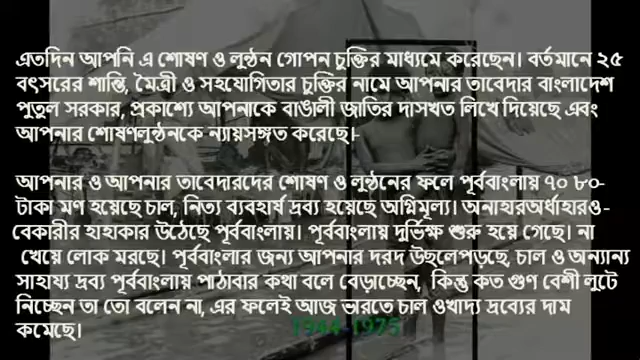 এতদিন আপনি এ শোষণ ও লুন্ঠন গোপন চুক্তির মাধ্যমে করেছেন। বর্তমানে ২৫
বৎসরের শান্তি, মৈত্রী ও সহযোগিতার চুক্তির নামে আপনার তাবেদার বাংলাদেশ
পুতুল সরকার, প্রকাশ্যে আপনাকে বাঙালী জাতির দাসখত লিখে দিয়েছে এবং
আপনার শোষণলুন্ঠনকে ন্যায়সঙ্গত করেছে।-
আপনার ও আপনার তাবেদারদের শোষণ ও লুন্ঠনের ফলে পূর্ববাংলায় ৭০ ৮০-
টাকা মণ হয়েছে চাল, নিত্য ব্যবহার্য দ্রব্য হয়েছে অগ্নিমূল্য। অনাহারঅর্ধাহারও-
বেকারীর হাহাকার উঠেছে পূর্ববাংলায়। পূর্ববাংলায় দুর্ভিক্ষ শুরু হয়ে গেছে। না
খেয়ে লোক মরছে। পূর্ববাংলার জন্য আপনার দরদ উছলেপড়ছে, চাল ও অন্যান্য
সাহায্য দ্রব্য পূর্ববাংলায় পাঠাবার কথা বলে বেড়াচ্ছেন, কিন্তু কত গুণ বেশী লুটে
নিচ্ছেন তা তো বলেন না, এর ফলেই আজ ভারতে চাল ওখাদ্য দ্রব্যের দাম
কমেছে।
1944-1975